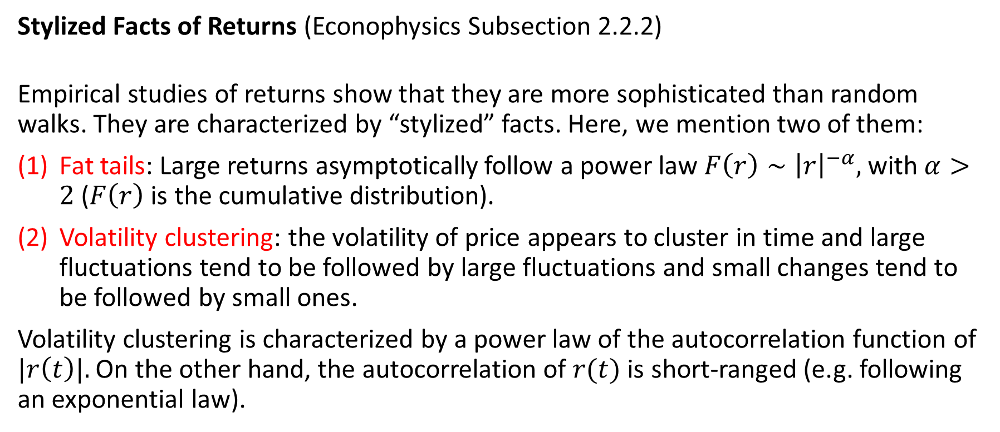 Stylized Facts of Returns (Econophysics Subsection 2.2.2)
Empirical studies of returns show that they are more sophisticated than random
walks. They are characterized by “stylized” facts. Here, we mention two of them:
(1) Fat tails: Large returns asymptotically follow a power law 𝐹(𝑟) ~ |𝑟|^{−𝛼}, with 𝛼 >
2 (𝐹(𝑟) is the cumulative distribution).
(2) Volatility clustering: the volatility of price appears to cluster in time and large
fluctuations tend to be followed by large fluctuations and small changes tend to
be followed by small ones.
Volatility clustering is characterized by a power law of the autocorrelation function of
|𝑟(𝑡)|. On the other hand, the autocorrelation of 𝑟(𝑡) is short-ranged (e.g. following
an exponential law).